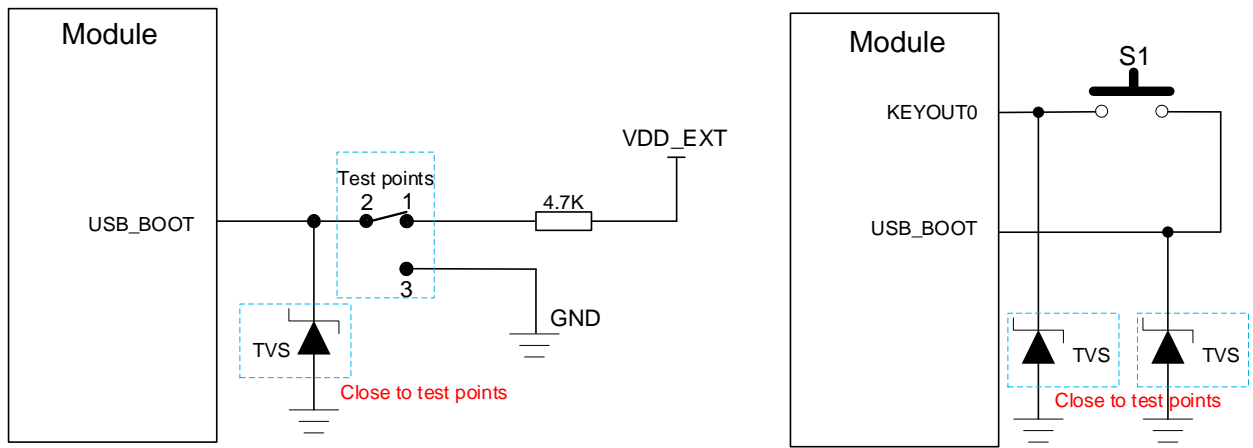 Module
VDD_EXT
Test points
2 1
4.7K
USB_BOOT
3
GND
TVS
Close to test points
Module
S1
KEYOUT0
USB_BOOT
TVS
TVS
Close to test points